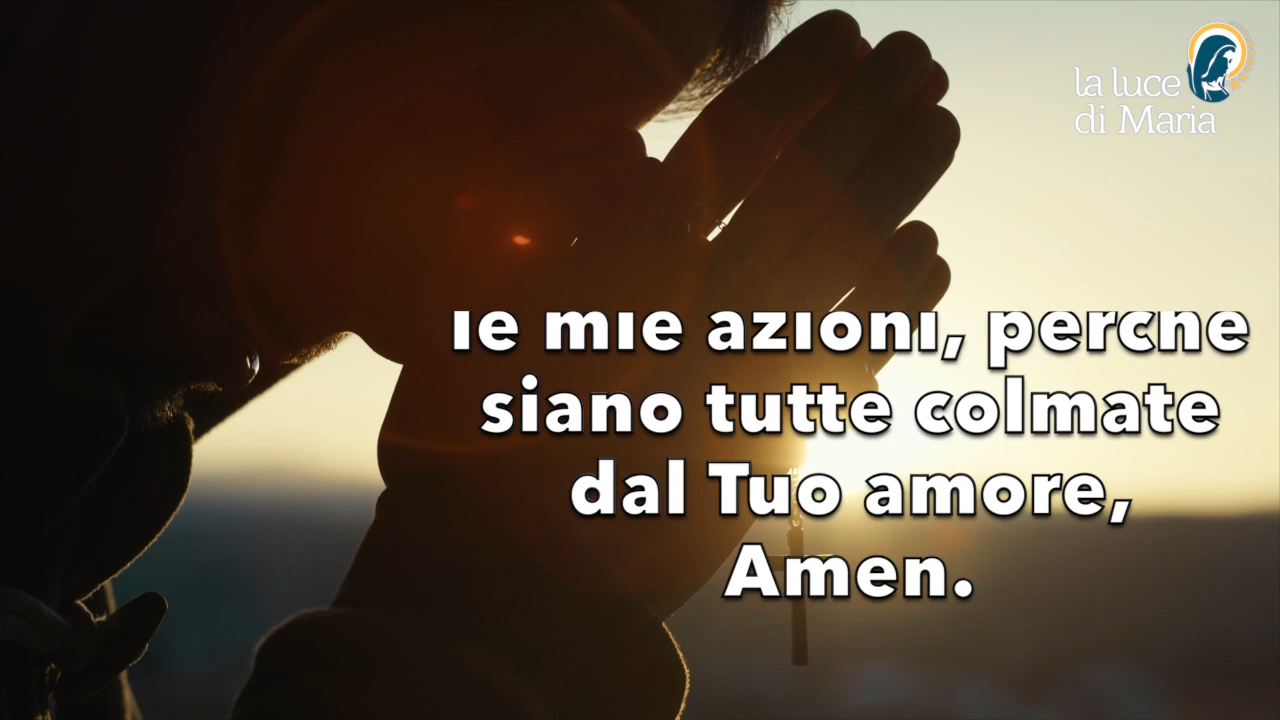 la luce
di Maria
le mie azioni, perché
siano tutte colmate
dal Tuo amore,
Amen.